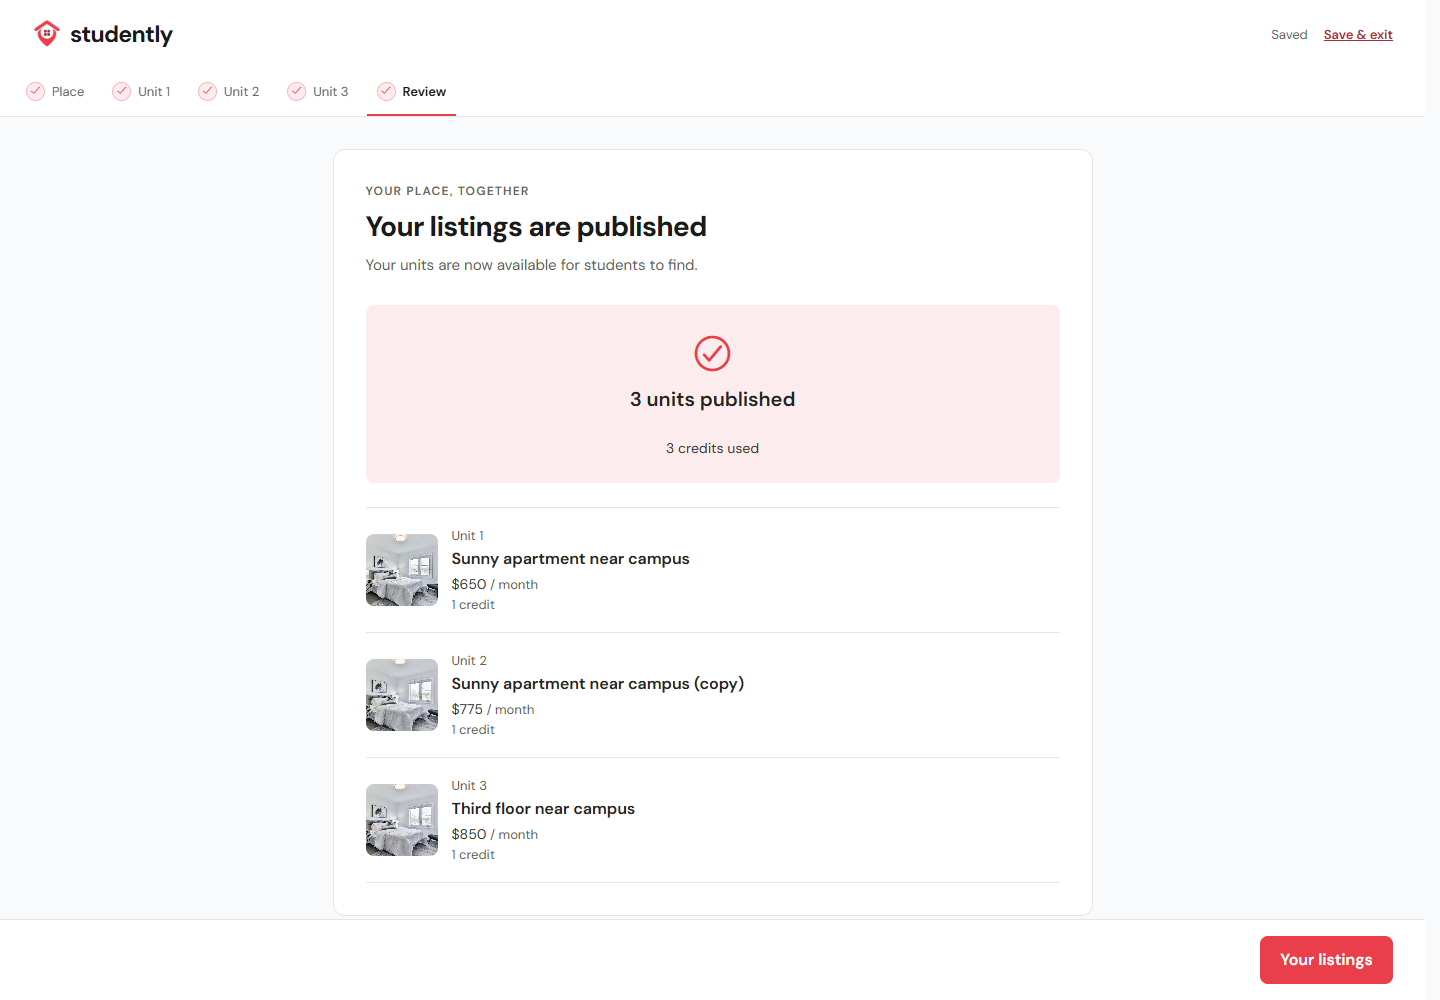 studently
Saved
Save & exit
Place
Unit 1
Unit 2
Unit 3
Review
YOUR PLACE, TOGETHER
Your listings are published
Your units are now available for students to find.
3 units published
3 credits used
Unit 1
Sunny apartment near campus
$650 / month
1 credit
Unit 2
Sunny apartment near campus (copy)
$775 / month
1 credit
Unit 3
Third floor near campus
$850 / month
1 credit
Your listings